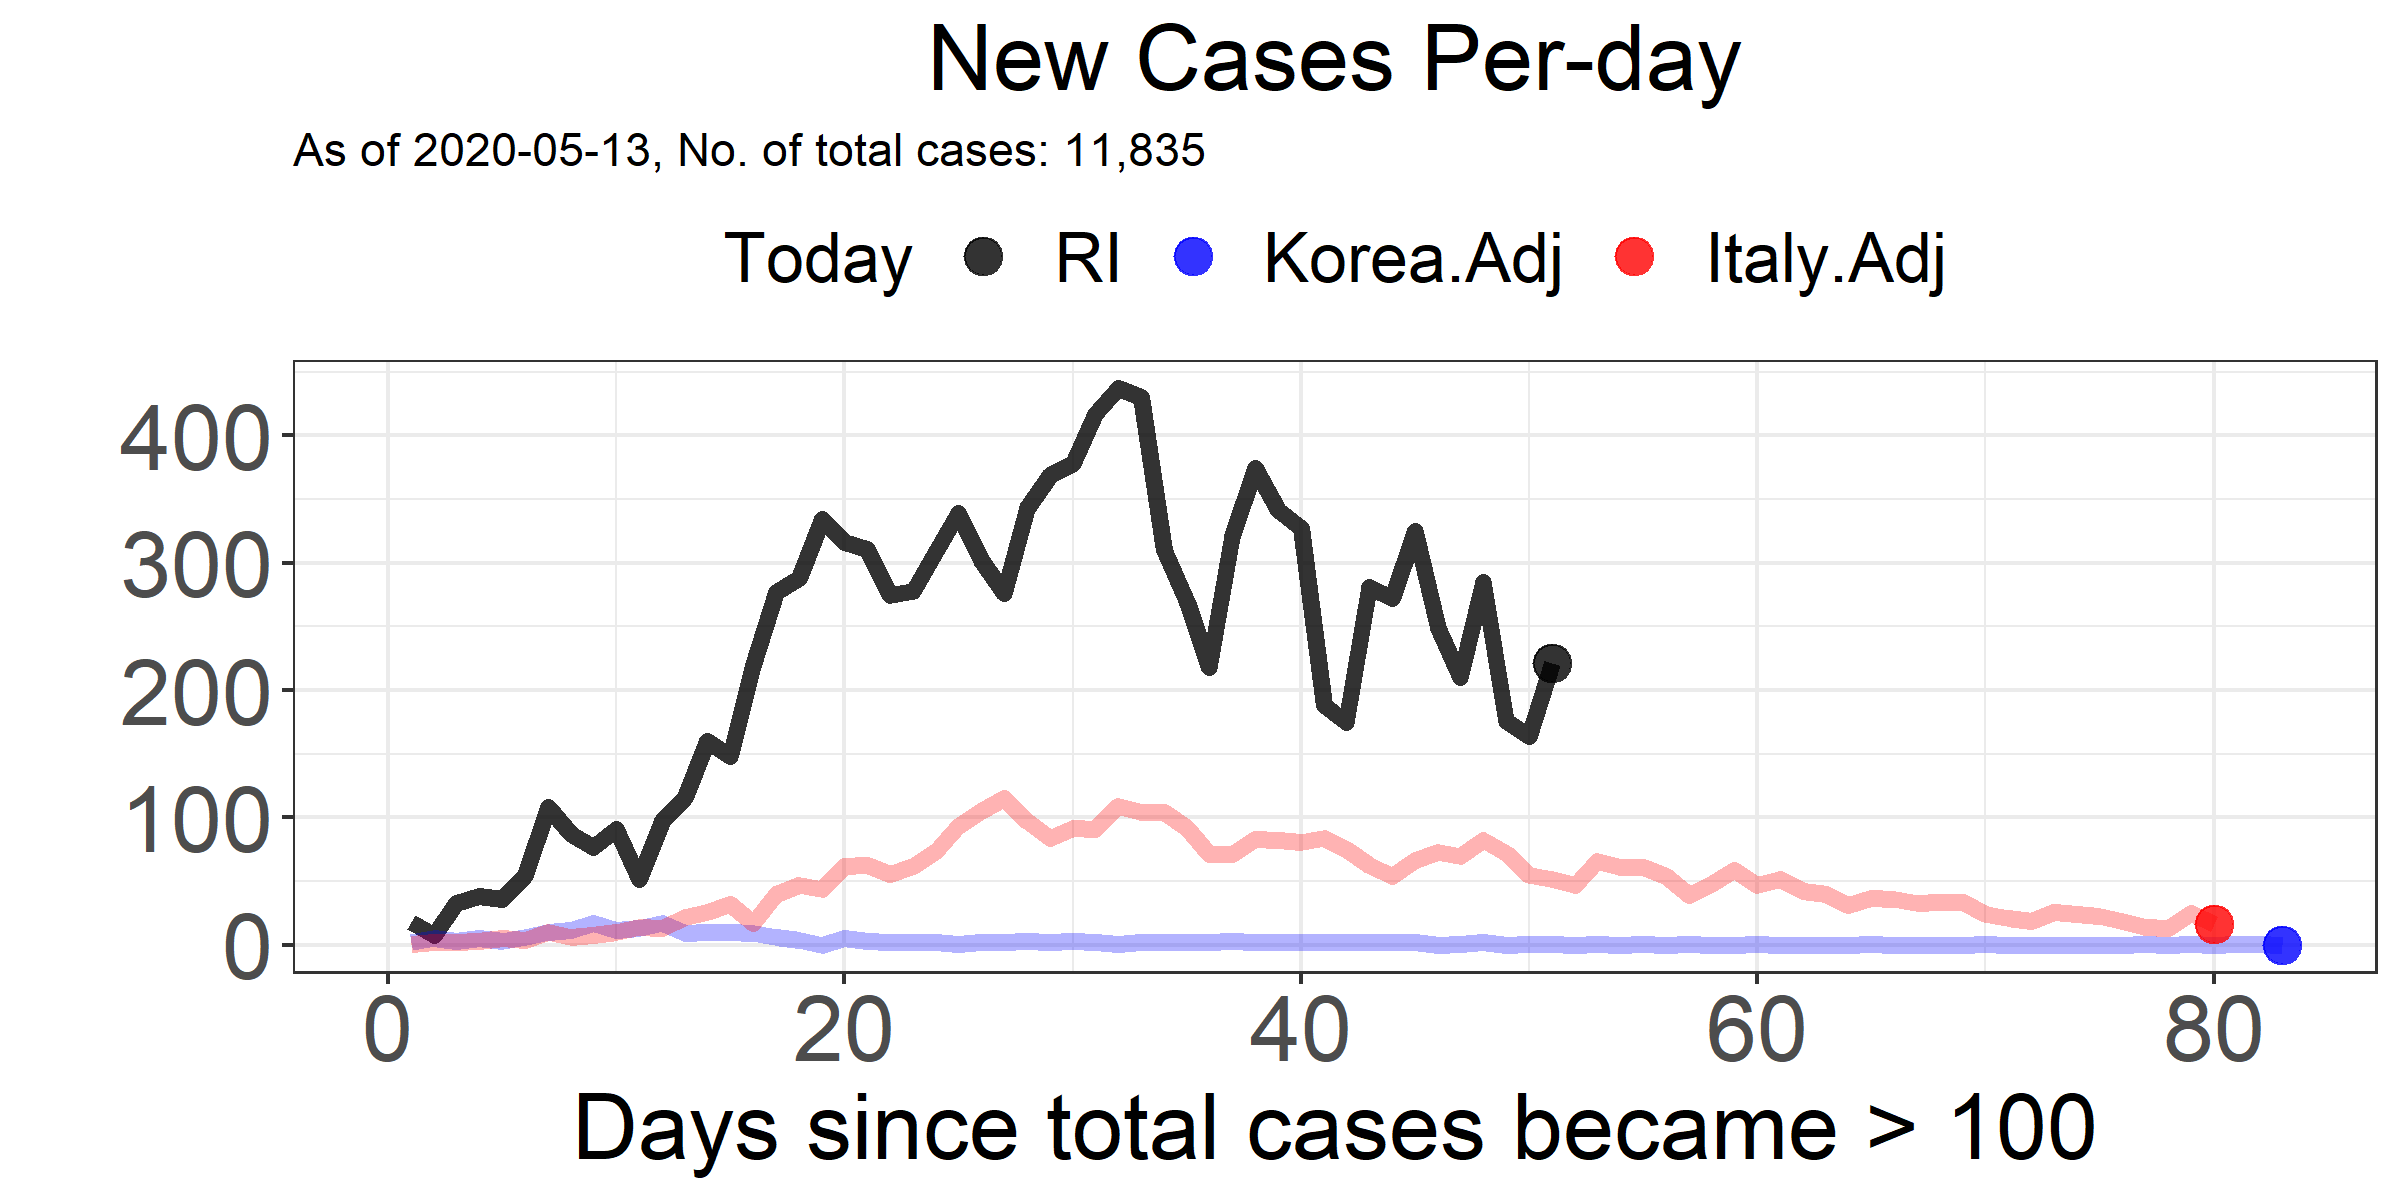 New Cases Per-day
As of 2020-05-13, No. of total cases: 11,835
Today RI Korea.Adj Italy.Adj
400
300
200
100
0
0 20 40 60 80
Days since total cases became > 100